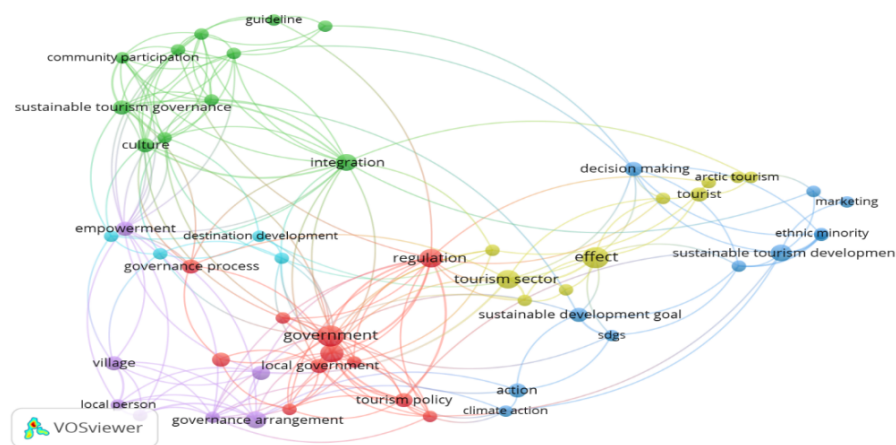 guideline
community participation
sustainable tourism governance
culture
integration
decision making
arctic tourism
tourist
marketing
empowerment
destination development
ethnic minority
governance process
regulation
effect
sustainable tourism developmen
tourism sector
sustainable development goal
government
sdgs
village
local government
action
local person
tourism policy
climate action
governance arrangement
VOSviewer